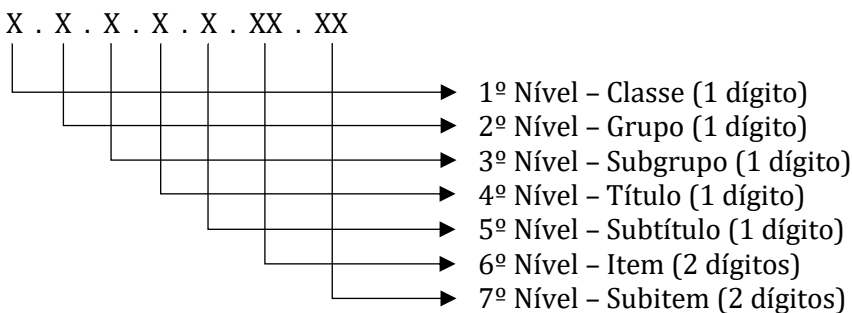 X . X . X . X . X . XX . XX
1º Nível – Classe (1 dígito)
2º Nível – Grupo (1 dígito)
3º Nível – Subgrupo (1 dígito)
4º Nível – Título (1 dígito)
5º Nível – Subtítulo (1 dígito)
6º Nível – Item (2 dígitos)
7º Nível – Subitem (2 dígitos)